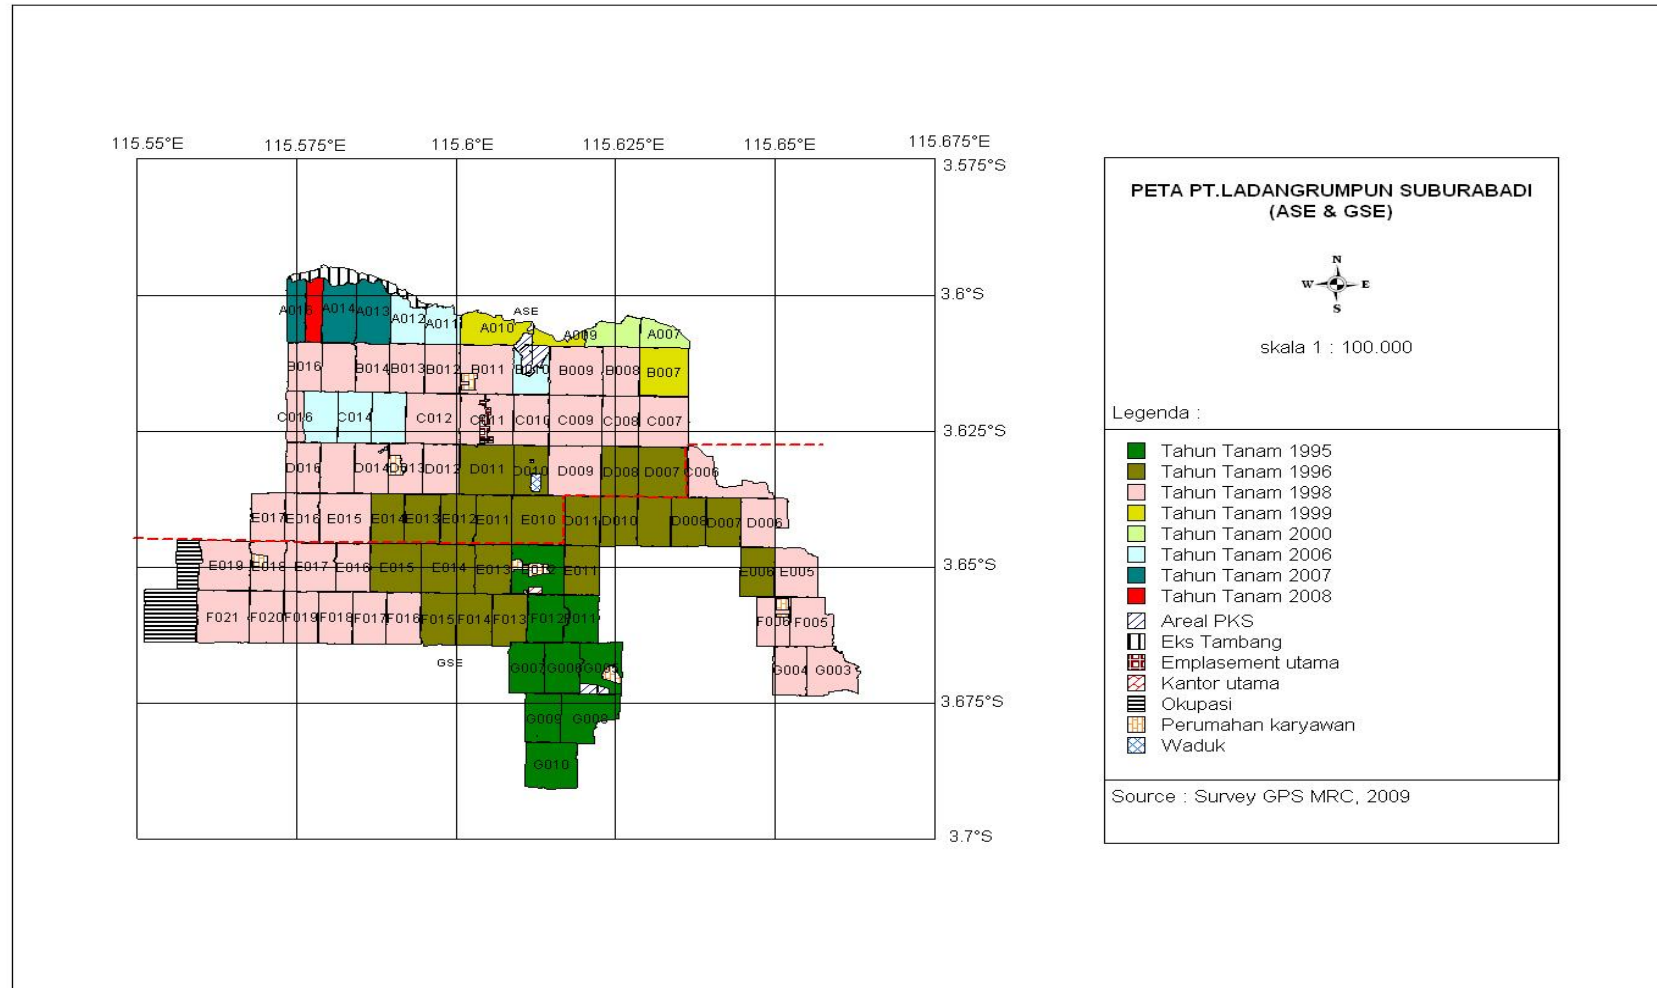 115.55°E 115.575°E 115.6°E 115.625°E 115.65°E 115.675°E
3.575°S
3.6°S
3.625°S
3.65°S
3.675°S
3.7°S
ASE
A016 A014 A013 A012 A011 A010 A009 A007
B016 B014 B013 B012 B011 B010 B009 B008 B007
C016 C014 C012 C011 C010 C009 C008 C007
D016 D014 D013 D012 D011 D010 D009 D008 D007 C006
E017 E016 E015 E014 E013 E012 E011 E010 D011 D010 D008 D007 D006
E019 E018 E017 E016 E015 E014 E013 E012 E011 E006 E005
F021 F020 F019 F018 F017 F016 F015 F014 F013 F012 F011 F006 F005
GSE
G007 G006 G005 G004 G003
G009 G008
G010
PETA PT.LADANGRUMPUN SUBURABADI
(ASE & GSE)
N
W E
S
skala 1 : 100.000
Legenda :
Tahun Tanam 1995
Tahun Tanam 1996
Tahun Tanam 1998
Tahun Tanam 1999
Tahun Tanam 2000
Tahun Tanam 2006
Tahun Tanam 2007
Tahun Tanam 2008
Areal PKS
Eks Tambang
Emplasement utama
Kantor utama
Okupasi
Perumahan karyawan
Waduk
Source : Survey GPS MRC, 2009